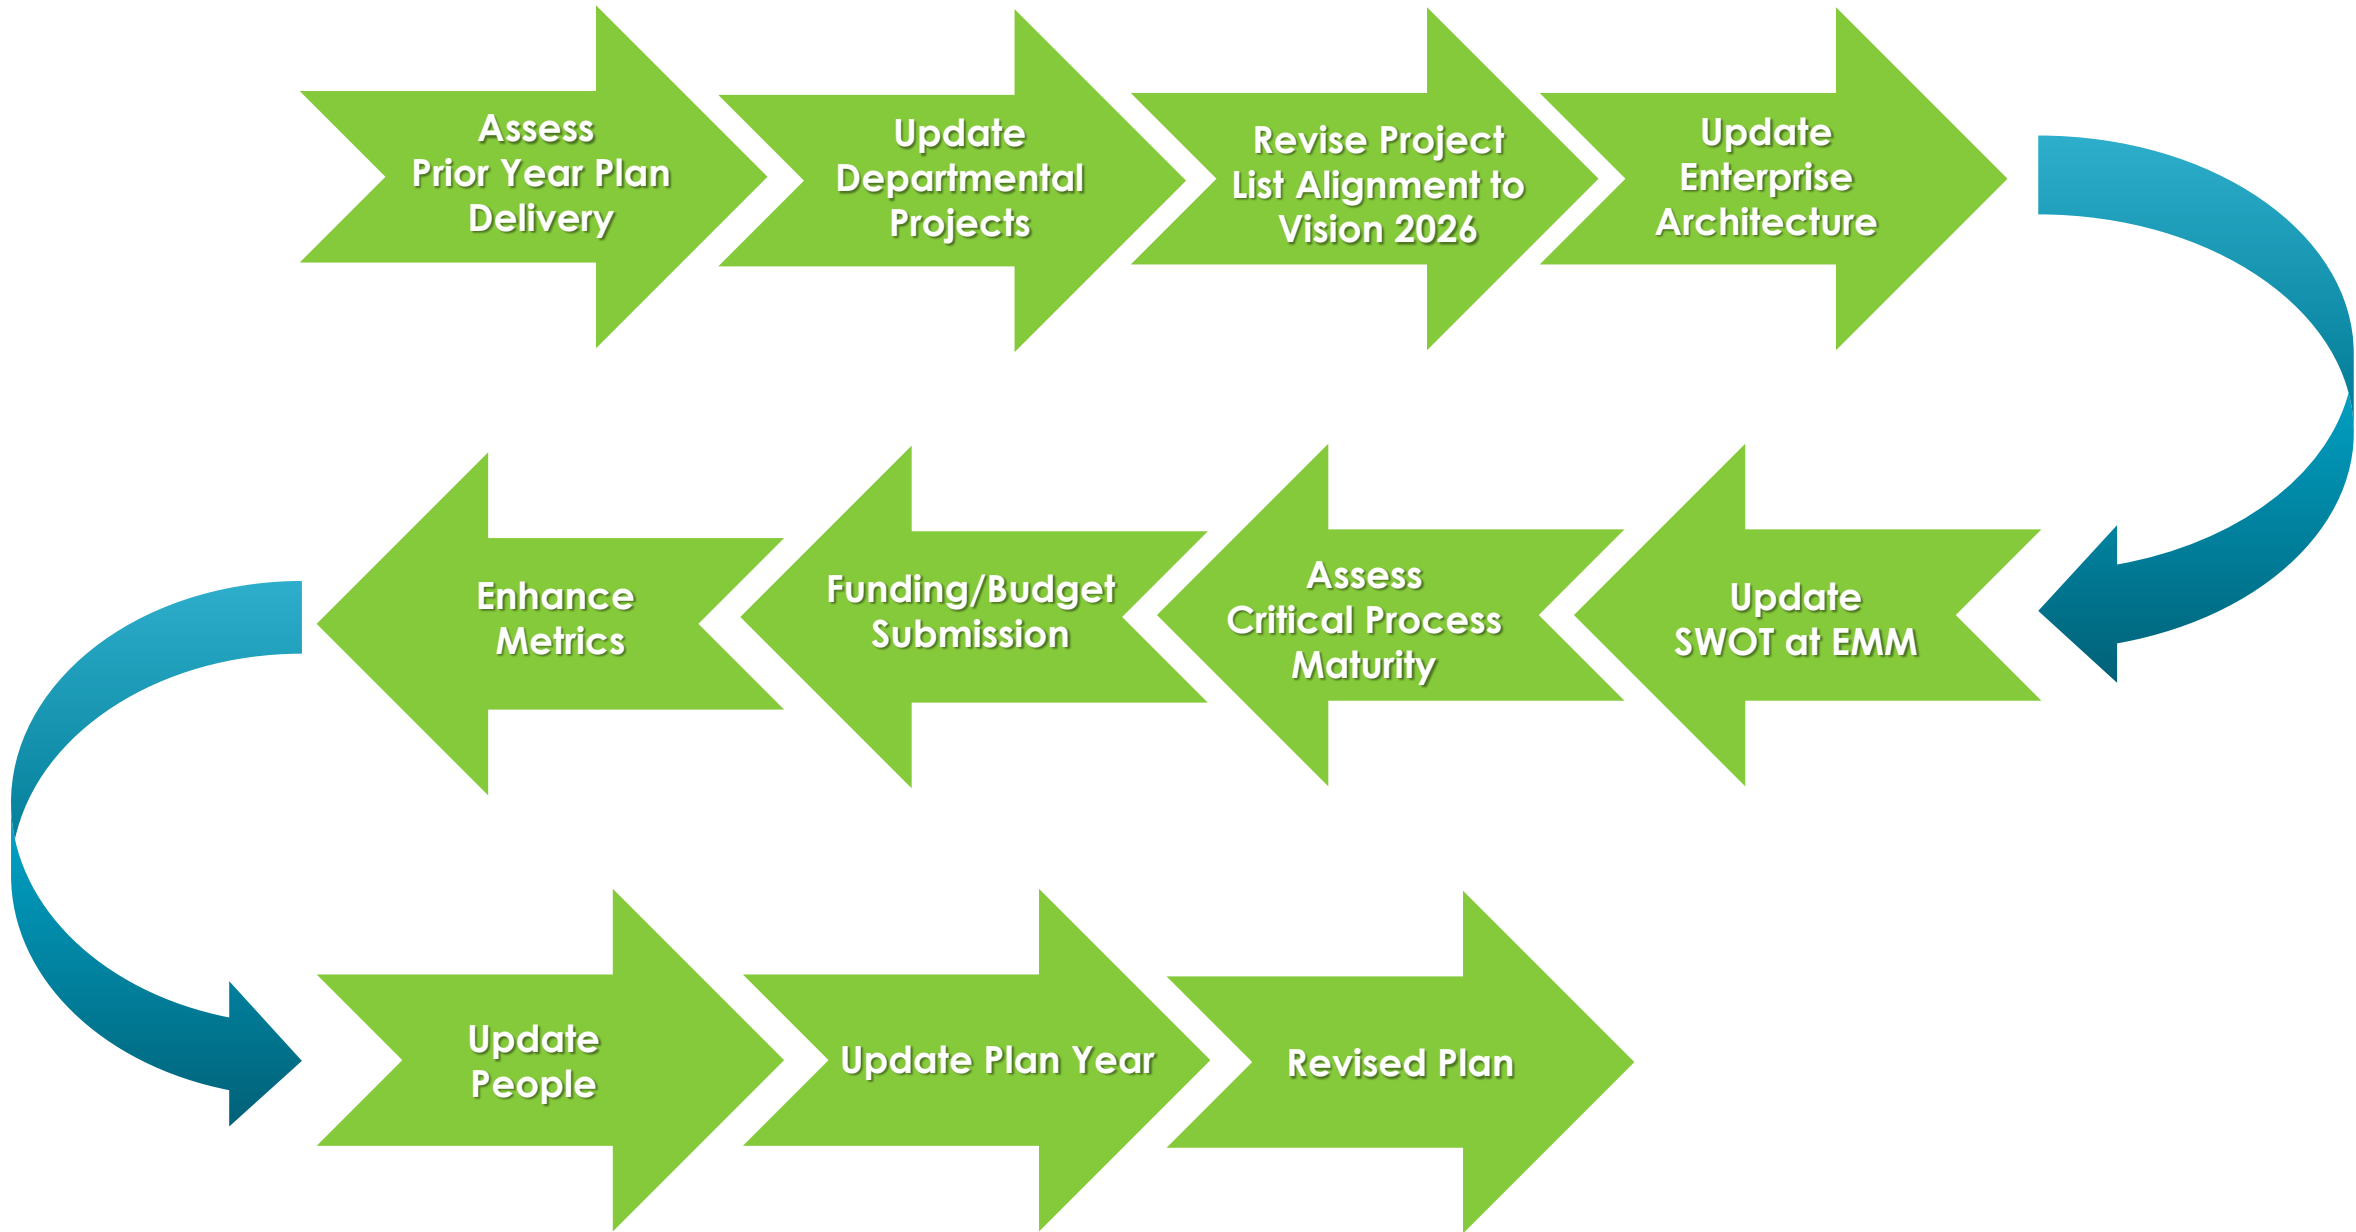 Assess
Prior Year Plan
Delivery
Update
Departmental
Projects
Revise Project
List Alignment to
Vision 2026
Update
Enterprise
Architecture
Update
SWOT at EMM
Assess
Critical Process
Maturity
Funding/Budget
Submission
Enhance
Metrics
Update
People
Update Plan Year
Revised Plan